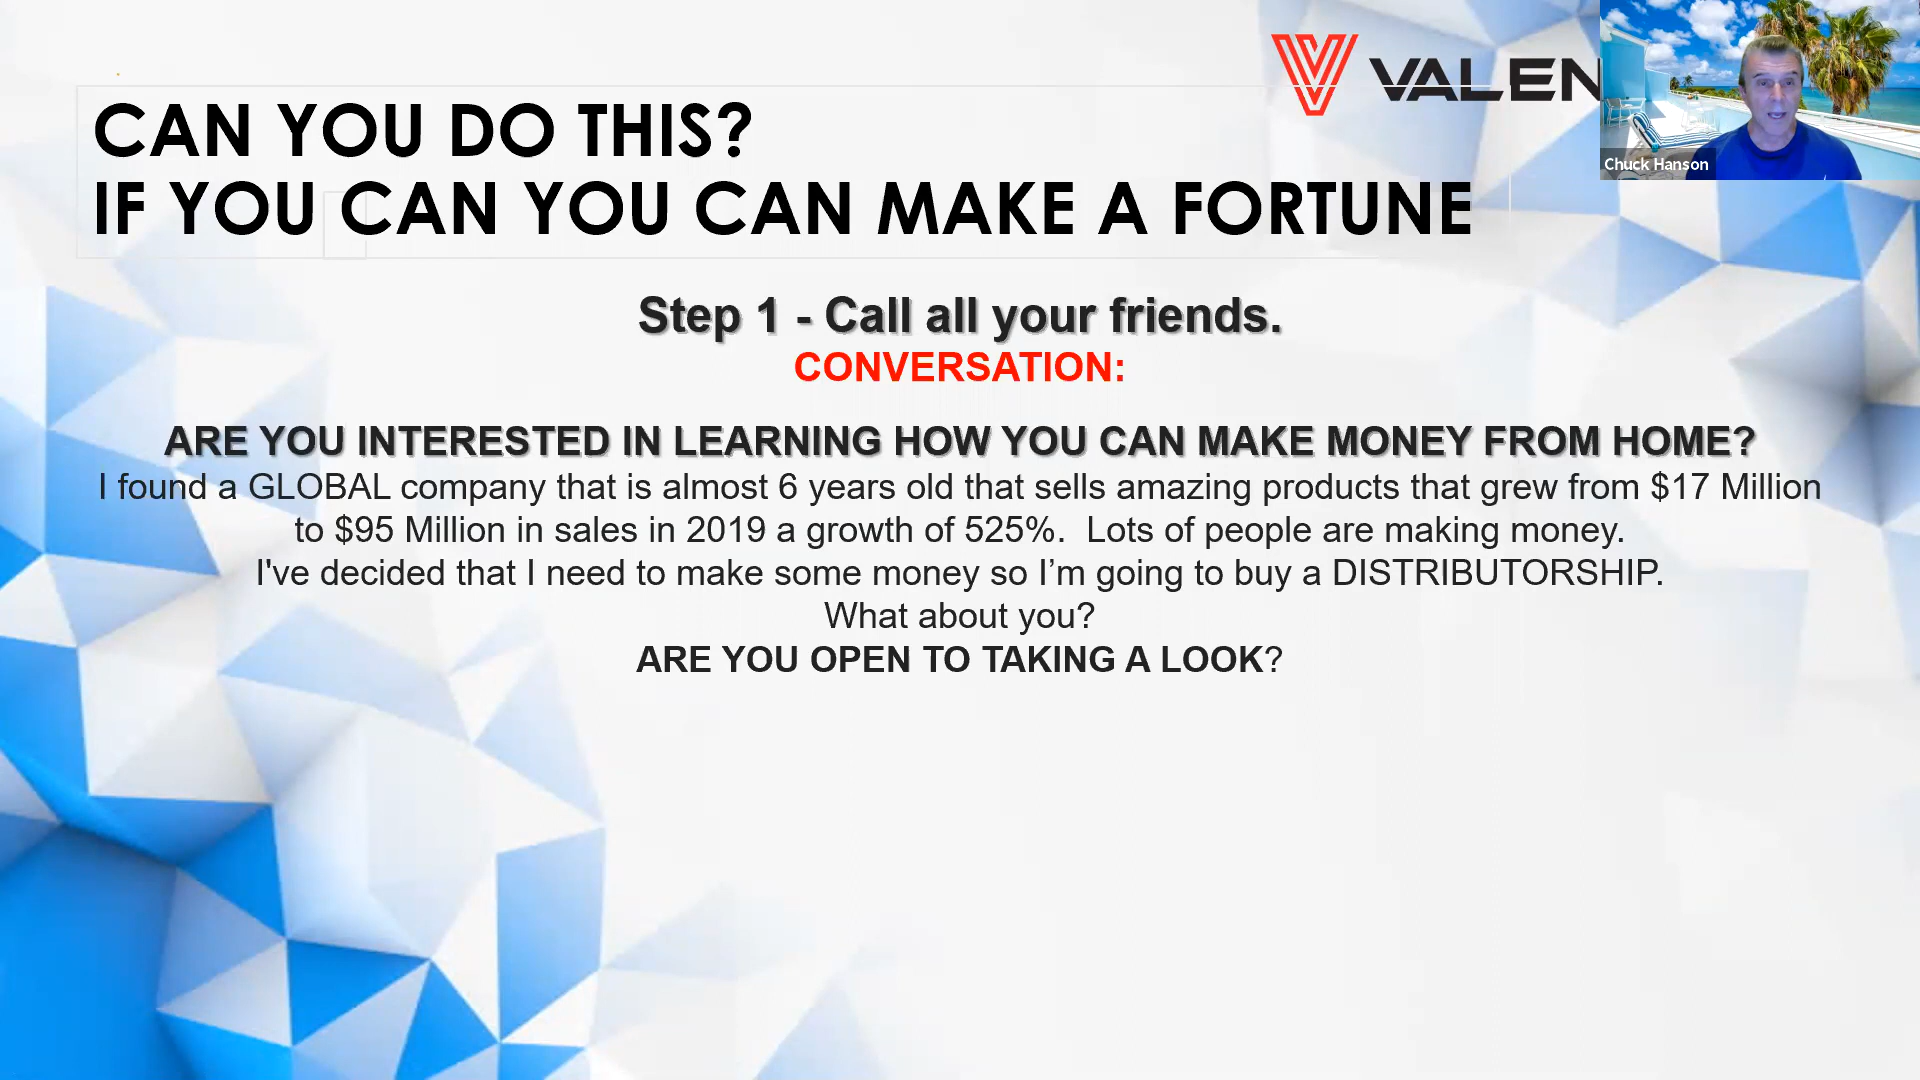 VALEN
Chuck Hanson
CAN YOU DO THIS?
IF YOU CAN YOU CAN MAKE A FORTUNE
Step 1 - Call all your friends.
CONVERSATION:
ARE YOU INTERESTED IN LEARNING HOW YOU CAN MAKE MONEY FROM HOME?
I found a GLOBAL company that is almost 6 years old that sells amazing products that grew from $17 Million
to $95 Million in sales in 2019 a growth of 525%.  Lots of people are making money.
I've decided that I need to make some money so I’m going to buy a DISTRIBUTORSHIP.
What about you?
ARE YOU OPEN TO TAKING A LOOK?